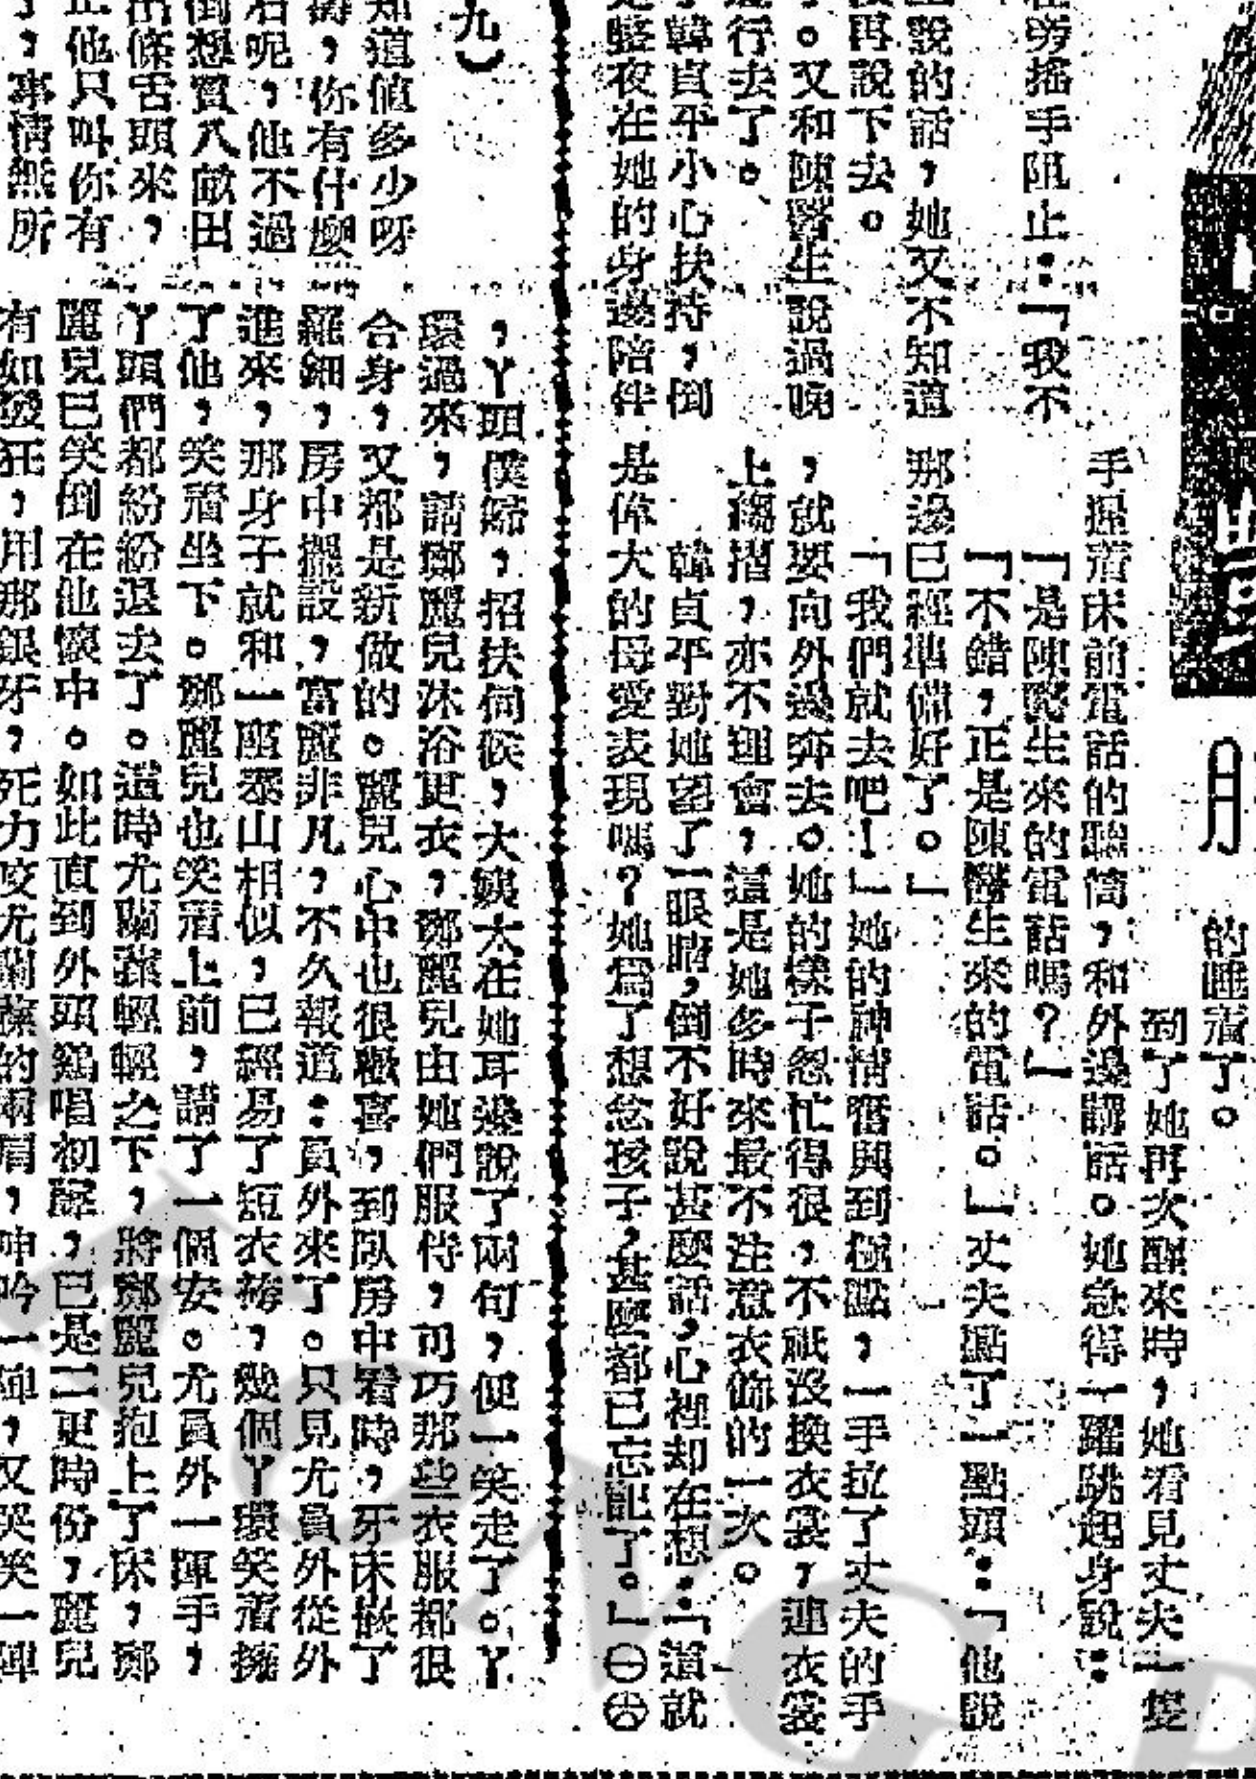 的睡着了。
到了她再次醒來時，她看見丈夫一隻
手握着床前電話的聽筒，和外邊講話。她急得一躍跳起身說：
「是陳醫生來的電話嗎？」
「不錯，正是陳醫生來的電話。」丈夫點了一點頭：「他說
那邊已經準備好了。」
「我們就去吧！」她的神情奮興到極點，一手拉了丈夫的手
，就要向外邊奔去。她的樣子怱忙得很，不祇沒換衣裳，連衣裳
上縐摺，亦不理會，這是她多時來最不注意衣飾的一次。
韓貞平對她望了一眼睛，倒不好說甚麼話，心裡却在想：「這就
是偉大的母愛表現嗎？她爲了想念孩子，甚麼都已忘記了。」㊀㊅
在旁搖手阻止：「我不
說的話，她又不知道
再說下去。
。又和陳醫生說過晚
行去了。
韓貞平小心扶持，倒
是整夜在她的身邊陪伴
九）
知道値多少呀
，你有什麼
呢，他不過
倒想買八畝田
條舌頭來，
他只叫你有
，事情無所
，丫頭僕婦，招扶伺候，大姨太在她耳邊說了兩句，便一笑走了。丫
環過來，請鄭麗兒沐浴更衣，鄭麗兒由她們服侍，可巧那些衣服都很
合身，又都是新做的。麗兒心中也很歡喜，到臥房中看時，牙床嵌了
羅鈿，房中擺設，富麗非凡，不久報道：員外來了。只見尤員外從外
進來，那身子就和一座泰山相似，已經易了短衣袴，幾個丫環笑着擁
了他，笑着坐下。鄭麗兒也笑着上前，請了一個安。尤員外一揮手，
丫頭們都紛紛退去了。這時尤蘭蓀輕輕之下，將鄭麗兒抱上了床，鄭
麗兒已笑倒在他懷中。如此直到外頭鷄唱初醒，已是三更時份，麗兒
有如發狂，用那銀牙，死力咬尤蘭蓀的兩肩，呻吟一陣，又哭笑一陣